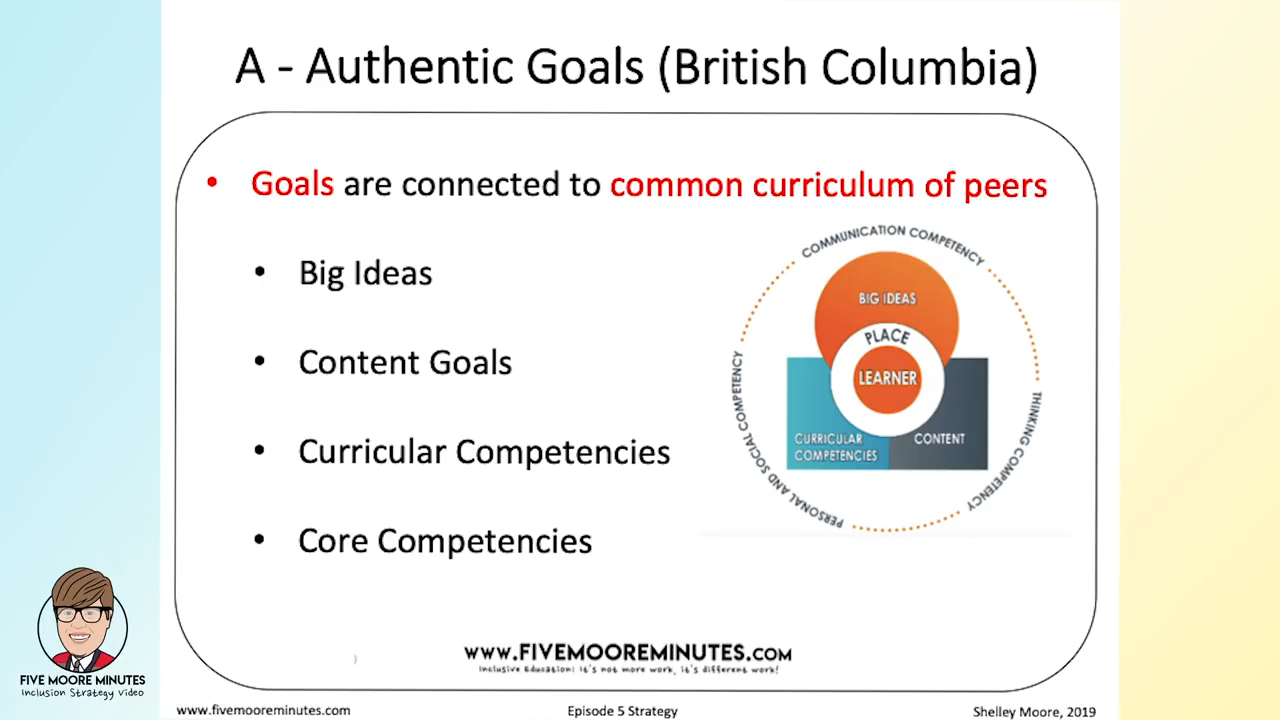 A - Authentic Goals (British Columbia)
• Goals are connected to common curriculum of peers
• Big Ideas
• Content Goals
• Curricular Competencies
• Core Competencies
COMMUNICATION COMPETENCY
THINKING COMPETENCY
PERSONAL AND SOCIAL COMPETENCY
BIG IDEAS
PLACE
LEARNER
CURRICULAR
COMPETENCIES
CONTENT
www.FIVEMOOREMINUTES.com
Inclusive Education: it's not more work, it's different work!
FIVE MOORE MINUTES
Inclusion Strategy Video
www.fivemooreminutes.com
Episode 5 Strategy
Shelley Moore, 2019